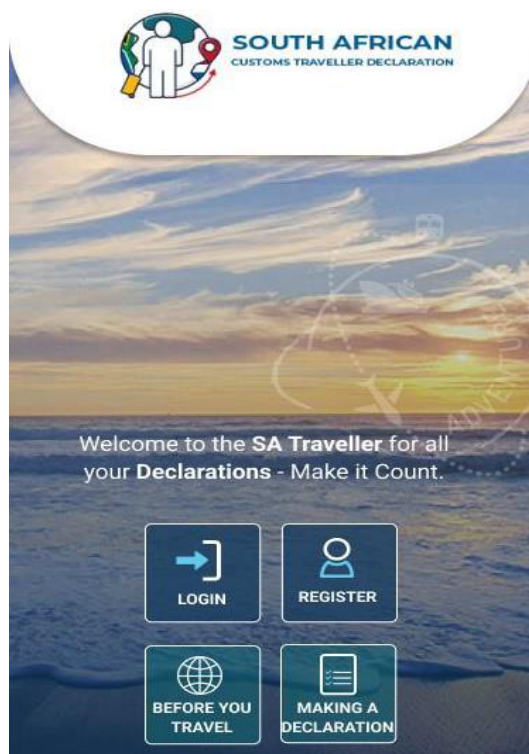 SOUTH AFRICAN
CUSTOMS TRAVELLER DECLARATION
ADVENTURE
Welcome to the SA Traveller for all
your Declarations - Make it Count.
LOGIN
REGISTER
BEFORE YOU
TRAVEL
MAKING A
DECLARATION